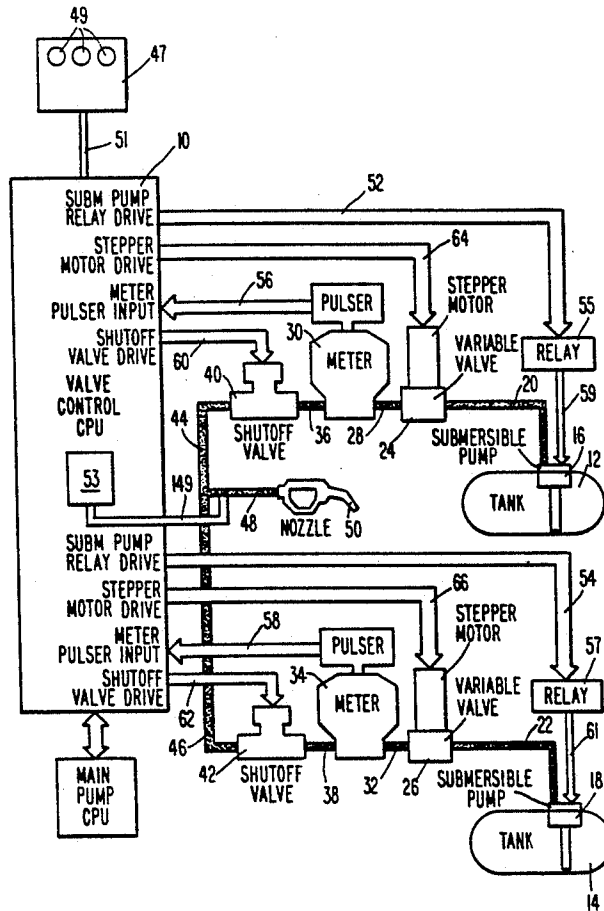 49
47
51
10
SUBM PUMP
RELAY DRIVE
52
STEPPER
MOTOR DRIVE
64
METER
PULSER INPUT
56
PULSER
STEPPER
MOTOR
55
SHUTOFF
VALVE DRIVE
60
30
METER
VARIABLE
VALVE
RELAY
VALVE
CONTROL
CPU
40
20
59
44
SHUTOFF
VALVE
36
28
24
SUBMERSIBLE
PUMP
16
12
TANK
53
149
48
NOZZLE
50
SUBM PUMP
RELAY DRIVE
STEPPER
MOTOR DRIVE
66
54
METER
PULSER INPUT
58
PULSER
STEPPER
MOTOR
57
SHUTOFF
VALVE DRIVE
62
34
METER
VARIABLE
VALVE
RELAY
22
61
46
42
SHUTOFF
VALVE
38
32
26
SUBMERSIBLE
PUMP
18
MAIN
PUMP
CPU
TANK
14